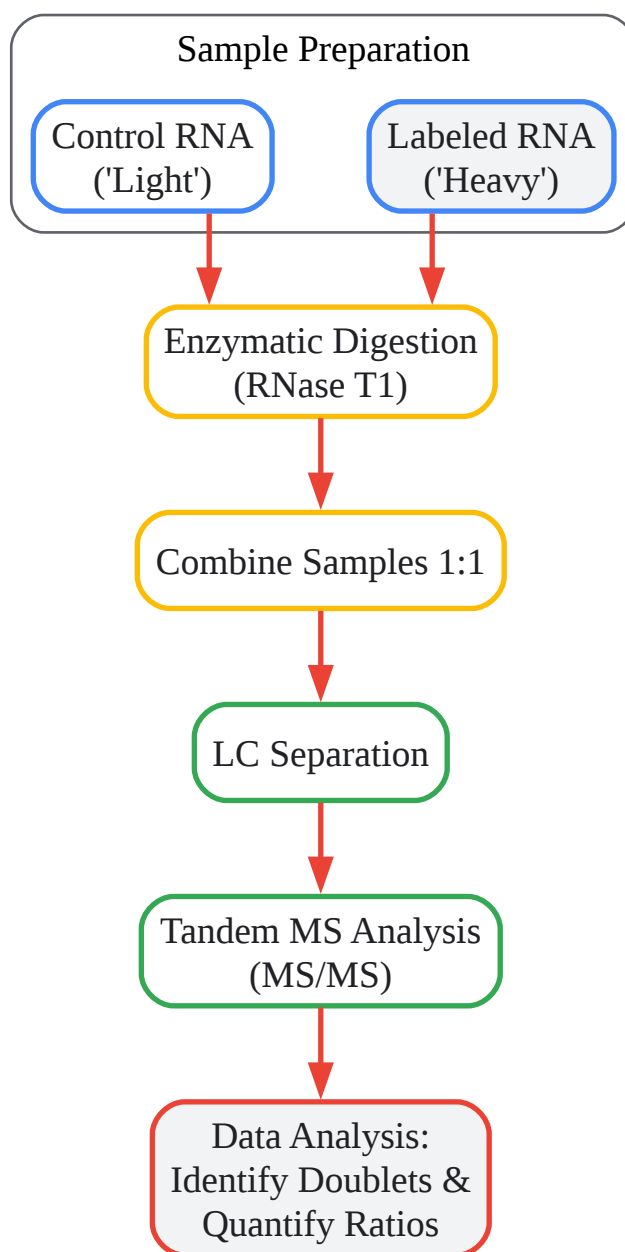 Sample Preparation
Control RNA
('Light')
Labeled RNA
('Heavy')
Enzymatic Digestion
(RNase T1)
Combine Samples 1:1
LC Separation
Tandem MS Analysis
(MS/MS)
Data Analysis:
Identify Doublets &
Quantify Ratios